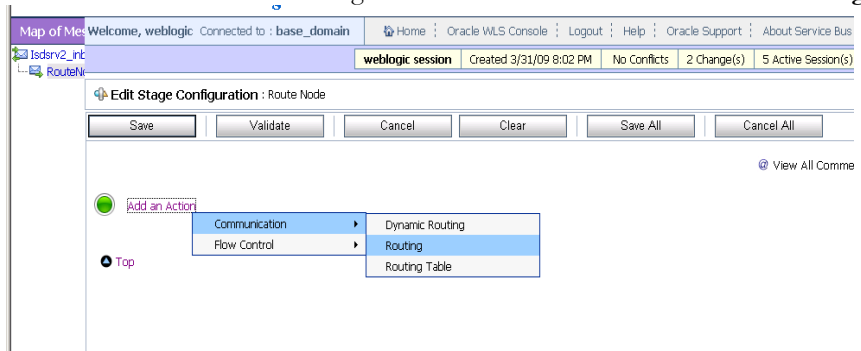 Map of Mes
Welcome, weblogic Connected to : base_domain Home Oracle WLS Console Logout Help Oracle Support About Service Bus
weblogic session Created 3/31/09 8:02 PM No Conflicts 2 Change(s) 5 Active Session(s)
Isdsrv2_inb
RouteN
Edit Stage Configuration : Route Node
Save Validate Cancel Clear Save All Cancel All
@ View All Comme
Add an Action
Communication Dynamic Routing
Flow Control Routing
Top Routing Table